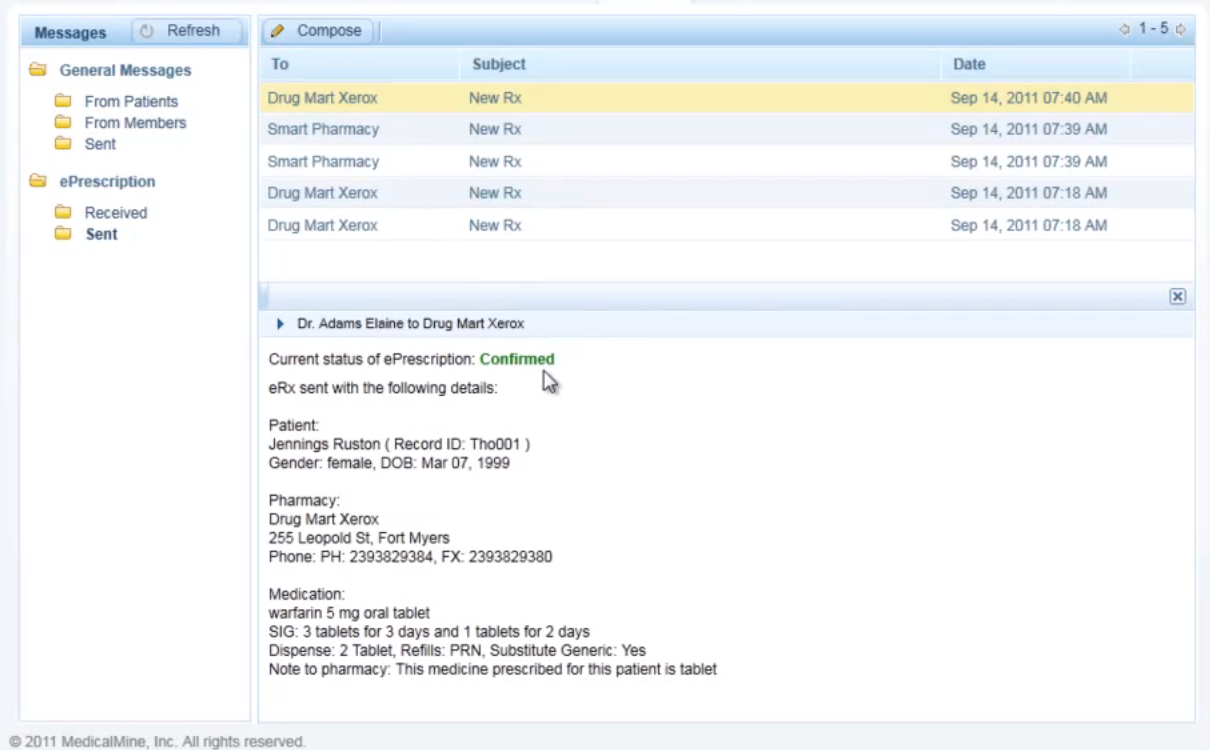 Messages
Refresh
General Messages
From Patients
From Members
Sent
ePrescription
Received
Sent
Compose
1 - 5
To Subject Date
Drug Mart Xerox New Rx Sep 14, 2011 07:40 AM
Smart Pharmacy New Rx Sep 14, 2011 07:39 AM
Smart Pharmacy New Rx Sep 14, 2011 07:39 AM
Drug Mart Xerox New Rx Sep 14, 2011 07:18 AM
Drug Mart Xerox New Rx Sep 14, 2011 07:18 AM
Dr. Adams Elaine to Drug Mart Xerox
Current status of ePrescription: Confirmed
eRx sent with the following details:
Patient:
Jennings Ruston ( Record ID: Tho001 )
Gender: female, DOB: Mar 07, 1999
Pharmacy:
Drug Mart Xerox
255 Leopold St, Fort Myers
Phone: PH: 2393829384, FX: 2393829380
Medication:
warfarin 5 mg oral tablet
SIG: 3 tablets for 3 days and 1 tablets for 2 days
Dispense: 2 Tablet, Refills: PRN, Substitute Generic: Yes
Note to pharmacy: This medicine prescribed for this patient is tablet
© 2011 MedicalMine, Inc. All rights reserved.